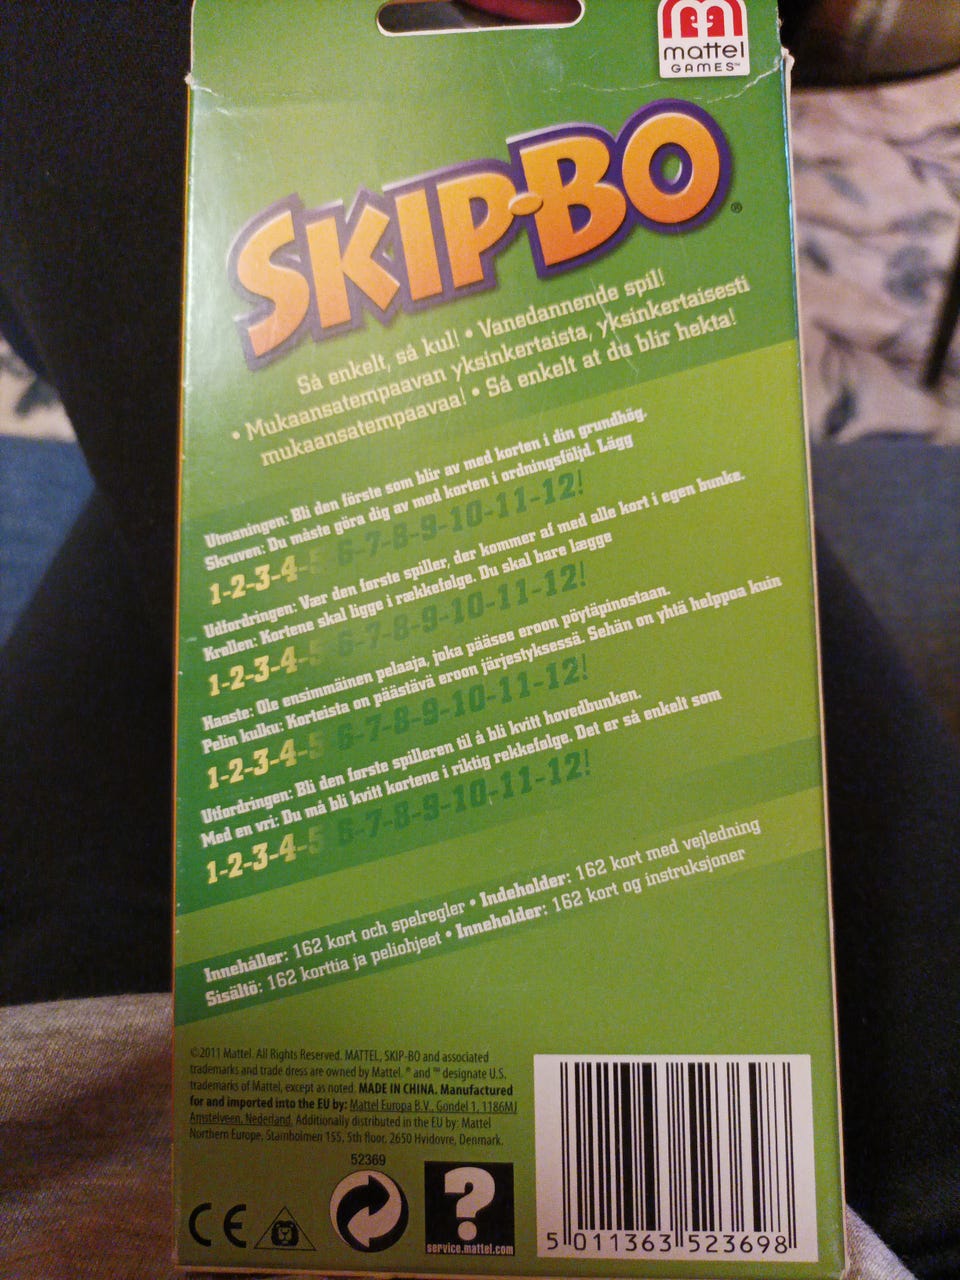 mattel
GAMES™
SKIP·BO®
Så enkelt, så kul! • Vanedannende spil!
• Mukaansatempaavan yksinkertaista, yksinkertaisesti
mukaansatempaavaa! • Så enkelt at du blir hekta!
Utmaningen: Bli den förste som blir av med korten i din grundhög.
Skruven: Du måste göra dig av med korten i ordningsföljd. Lägg
1-2-3-4-5 6-7-8-9-10-11-12!
Udfordringen: Vær den første spiller, der kommer af med alle kort i egen bunke.
Krøllen: Kortene skal ligge i rækkefølge. Du skal bare lægge
1-2-3-4-5 6-7-8-9-10-11-12!
Haaste: Ole ensimmäinen pelaaja, joka pääsee eroon pöytäpinostaan.
Pelin kulku: Korteista on päästävä eroon järjestyksessä. Sehän on yhtä helppoa kuin
1-2-3-4-5 6-7-8-9-10-11-12!
Utfordringen: Bli den første spilleren til å bli kvitt hovedbunken.
Med en vri: Du må bli kvitt kortene i riktig rekkefølge. Det er så enkelt som
1-2-3-4-5 6-7-8-9-10-11-12!
Innehåller: 162 kort och spelregler • Indeholder: 162 kort med vejledning
Sisältö: 162 korttia ja peliohjeet • Inneholder: 162 kort og instruksjoner
©2011 Mattel. All Rights Reserved. MATTEL, SKIP-BO and associated
trademarks and trade dress are owned by Mattel. ® and ™ designate U.S.
trademarks of Mattel, except as noted. MADE IN CHINA. Manufactured
for and imported into the EU by: Mattel Europa B.V., Gondel 1, 1186MJ
Amstelveen, Nederland. Additionally distributed in the EU by: Mattel
Northern Europe, Stamholmen 155, 5th floor, 2650 Hvidovre, Denmark.
52369
CE
?
service.mattel.com
5 011363 523698